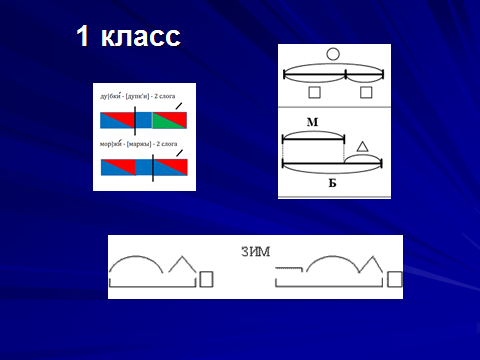 1 класс
ду|бки́ - [дупк'и] - 2 слога
мор|жи́ - [маржы] - 2 слога
М
Б
ЗИМ